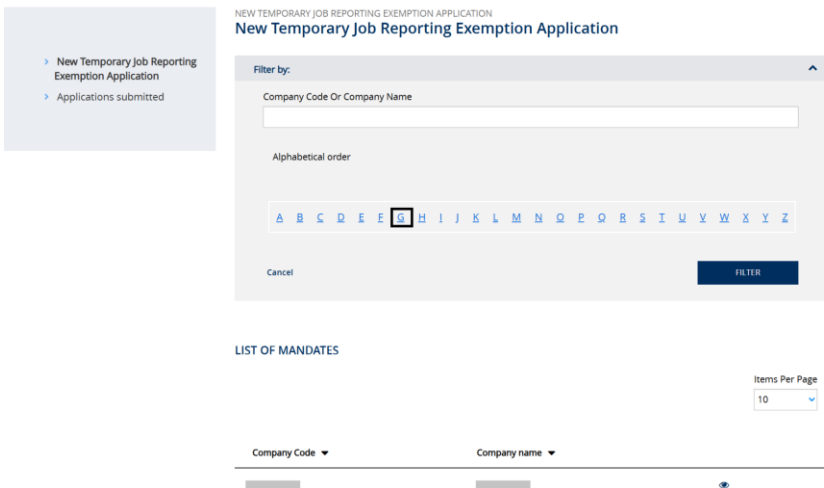 NEW TEMPORARY JOB REPORTING EXEMPTION APPLICATION
New Temporary Job Reporting Exemption Application
New Temporary Job Reporting
Exemption Application
Applications submitted
Filter by:
Company Code Or Company Name
Alphabetical order
A B C D E F G H I J K L M N O P Q R S T U V W X Y Z
Cancel
FILTER
LIST OF MANDATES
Items Per Page
10
Company Code
Company name